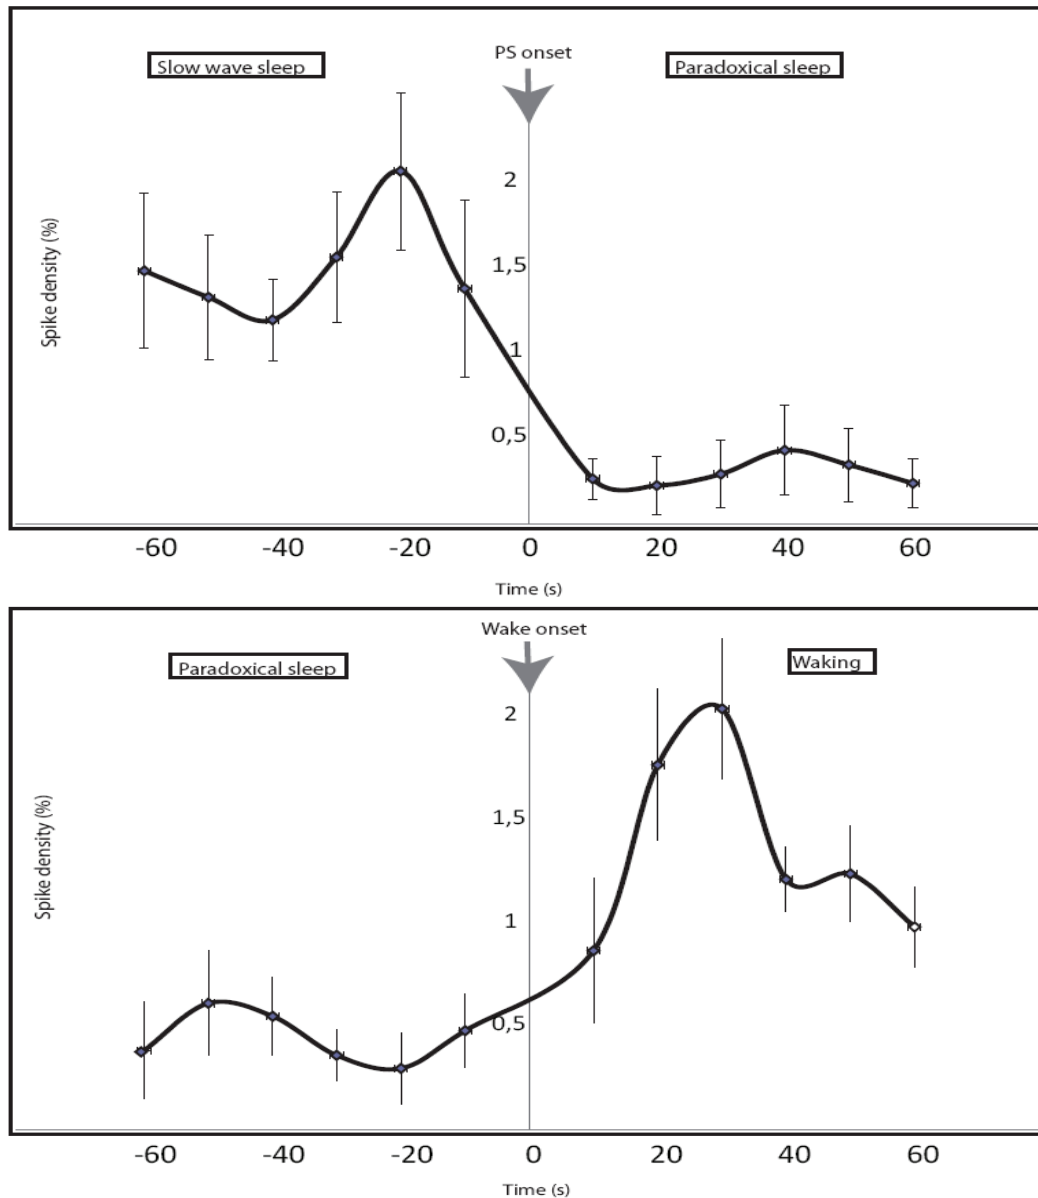 PS onset
Slow wave sleep
Paradoxical sleep
2
1,5
1
0,5
Spike density (%)
-60 -40 -20 0 20 40 60
Time (s)
Wake onset
Paradoxical sleep
Waking
2
1,5
1
0,5
Spike density (%)
-60 -40 -20 0 20 40 60
Time (s)